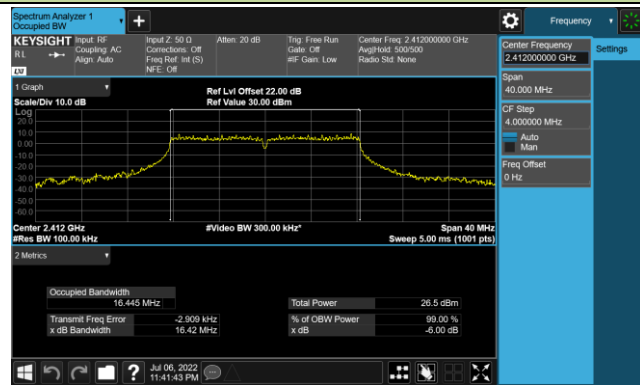 Spectrum Analyzer 1
Occupied BW
Frequency
KEYSIGHT
Input: RF
Input Z: 50 Ω
Atten: 20 dB
Trig: Free Run
Center Freq: 2.412000000 GHz
R L
Coupling: AC
Corrections: Off
Gate: Off
Avg|Hold: 500/500
Align: Auto
Freq Ref: Int (S)
#IF Gain: Low
Radio Std: None
NFE: Off
LXI
1 Graph
Ref Lvl Offset 22.00 dB
Scale/Div 10.0 dB
Ref Value 30.00 dBm
Log
20.0
10.0
0.00
-10.0
-20.0
-30.0
-40.0
-50.0
-60.0
Center 2.412 GHz
#Video BW 300.00 kHz*
Span 40 MHz
#Res BW 100.00 kHz
Sweep 5.00 ms (1001 pts)
2 Metrics
Occupied Bandwidth
16.445 MHz
Total Power
26.5 dBm
Transmit Freq Error
-2.909 kHz
% of OBW Power
99.00 %
x dB Bandwidth
16.42 MHz
x dB
-6.00 dB
Center Frequency
2.412000000 GHz
Settings
Span
40.000 MHz
CF Step
4.000000 MHz
Auto
Man
Freq Offset
0 Hz
?
Jul 06, 2022
11:41:43 PM